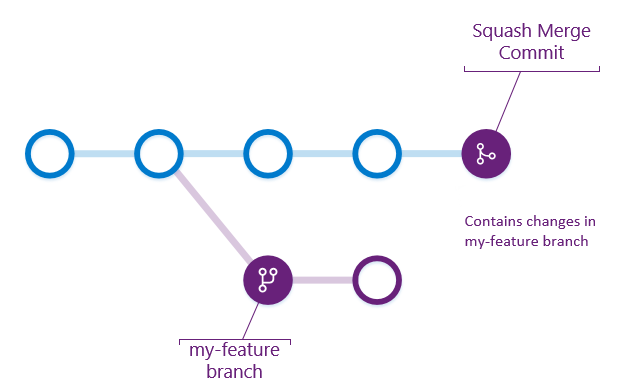 Squash Merge
Commit
Contains changes in
my-feature branch
my-feature
branch